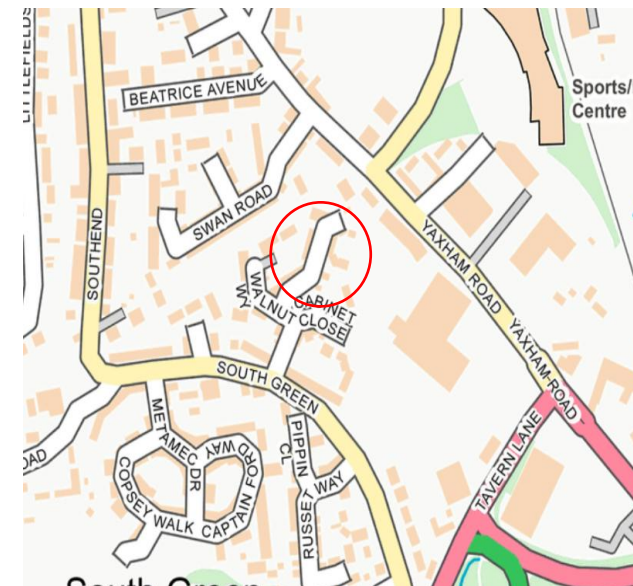 LITTLEFIELDS
BEATRICE AVENUE
Sports/
Centre
SWAN ROAD
YAXHAM ROAD
SOUTHEND
WALNUT CLOSE
CABINET
W
YAXHAM ROAD
SOUTH GREEN
METAMEC DR
PIPPIN
CL
TAVERN LANE
OAD
CAPTAIN FORD WAY
COPSEY WALK
RUSSET WAY
South Green